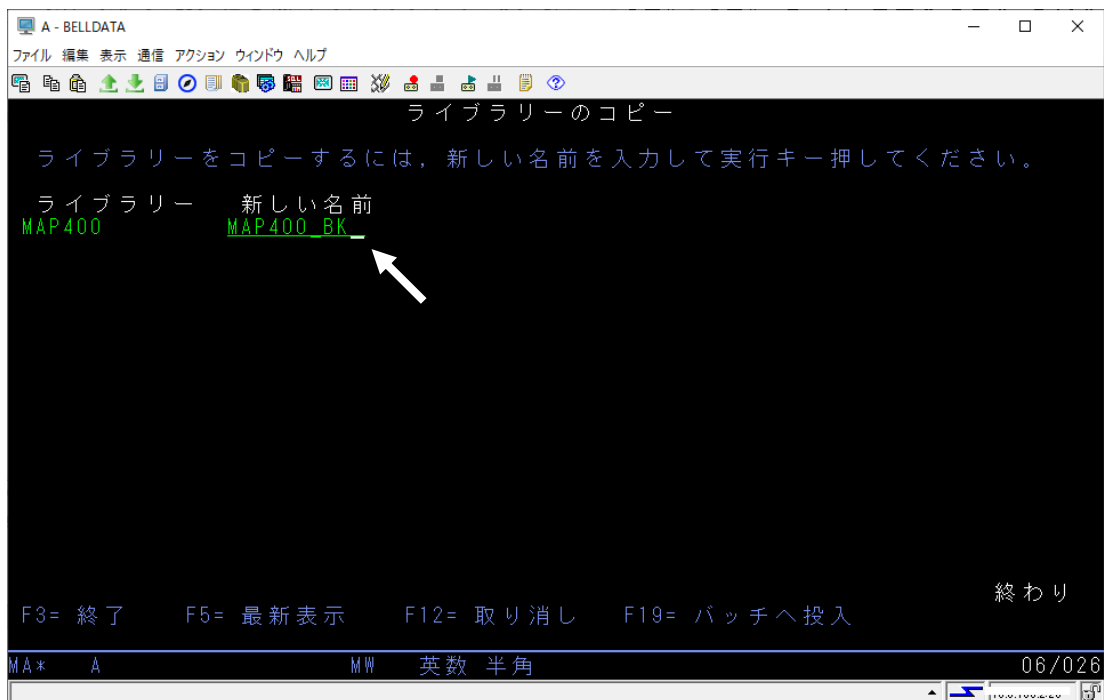 A - BELLDATA
ファイル 編集 表示 通信 アクション ウィンドウ ヘルプ
ライブラリーのコピー
ライブラリーをコピーするには,新しい名前を入力して実行キー押してください。
ライブラリー 新しい名前
MAP400 MAP400_BK_
終わり
F3= 終了 F5= 最新表示 F12= 取り消し F19= バッチへ投入
MA* A MW 英数 半角 06/026